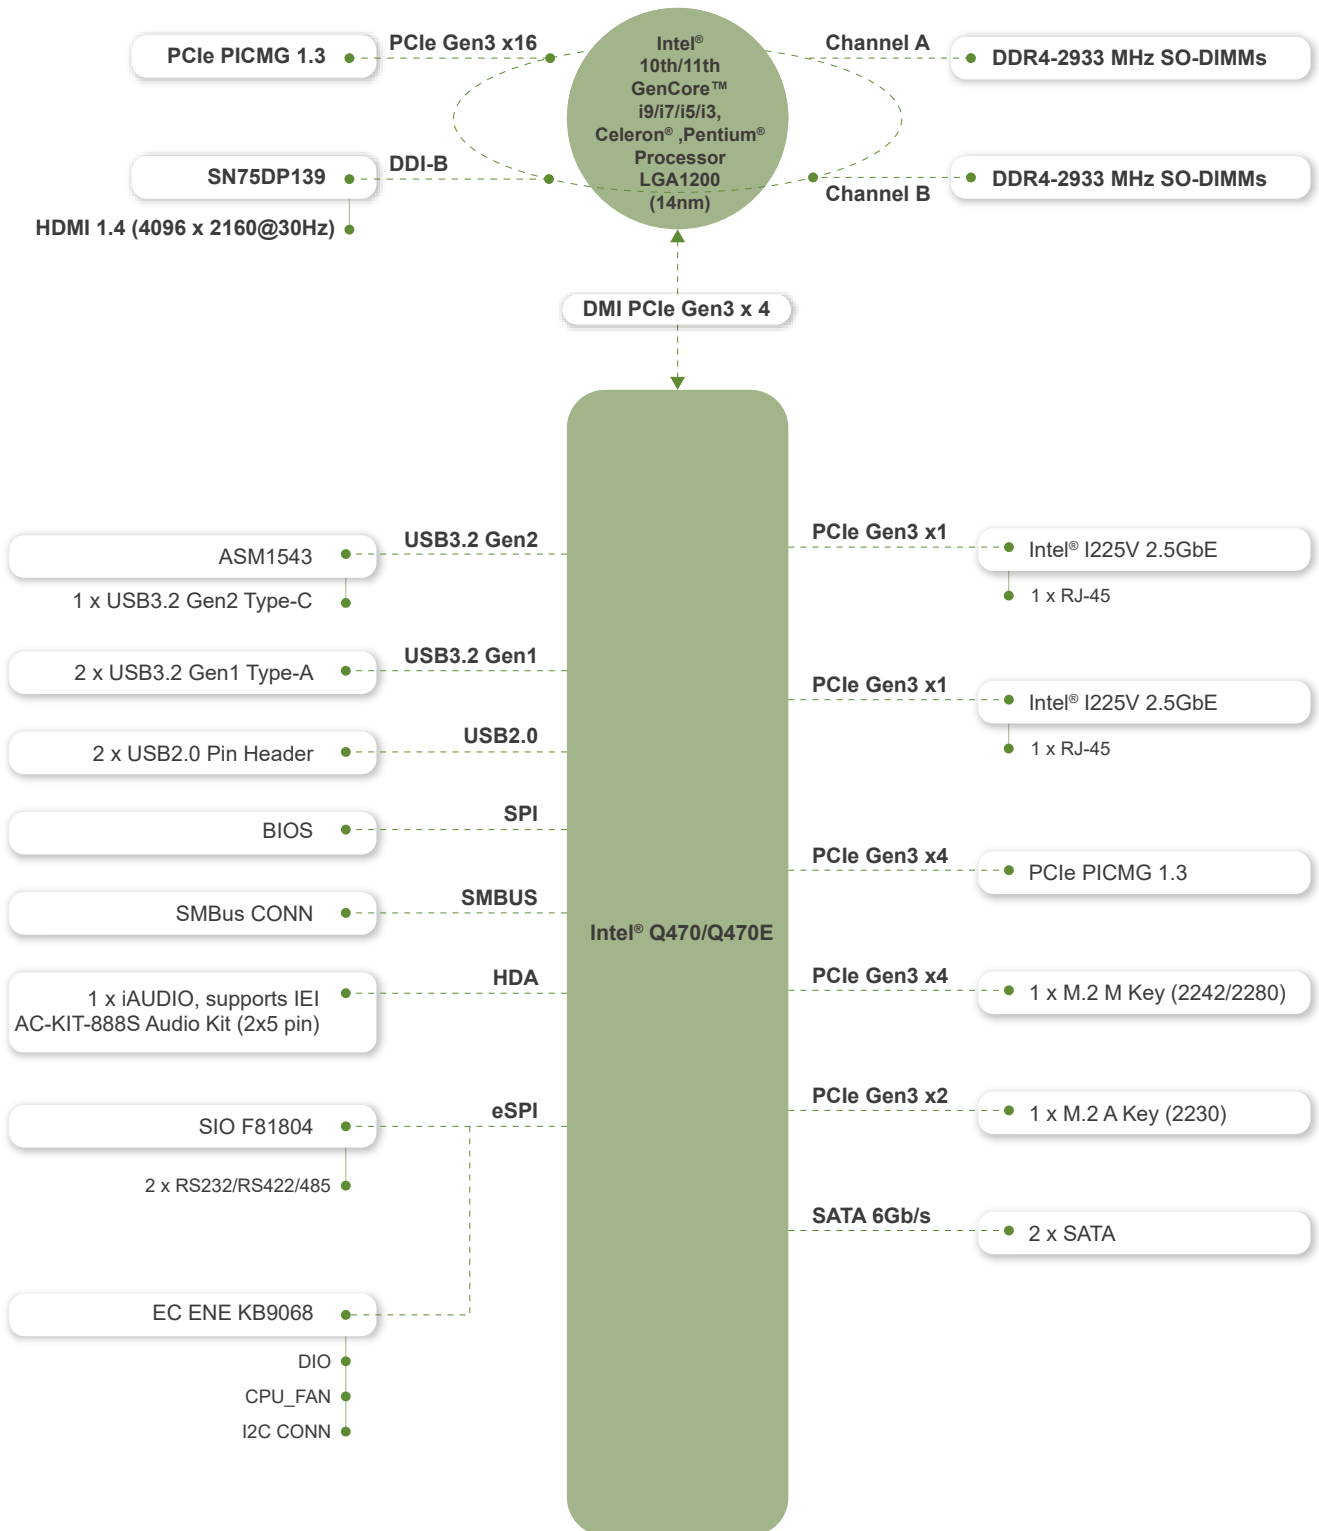 PCIe PICMG 1.3
PCIe Gen3 x16
Intel®
10th/11th
GenCore™
i9/i7/i5/i3,
Celeron® ,Pentium®
Processor
LGA1200
(14nm)
Channel A
DDR4-2933 MHz SO-DIMMs
SN75DP139
DDI-B
HDMI 1.4 (4096 x 2160@30Hz)
Channel B
DDR4-2933 MHz SO-DIMMs
DMI PCIe Gen3 x 4
Intel® Q470/Q470E
USB3.2 Gen2
ASM1543
1 x USB3.2 Gen2 Type-C
USB3.2 Gen1
2 x USB3.2 Gen1 Type-A
USB2.0
2 x USB2.0 Pin Header
SPI
BIOS
SMBUS
SMBus CONN
HDA
1 x iAUDIO, supports IEI
AC-KIT-888S Audio Kit (2x5 pin)
eSPI
SIO F81804
2 x RS232/RS422/485
EC ENE KB9068
DIO
CPU_FAN
I2C CONN
PCIe Gen3 x1
Intel® I225V 2.5GbE
1 x RJ-45
PCIe Gen3 x1
Intel® I225V 2.5GbE
1 x RJ-45
PCIe Gen3 x4
PCIe PICMG 1.3
PCIe Gen3 x4
1 x M.2 M Key (2242/2280)
PCIe Gen3 x2
1 x M.2 A Key (2230)
SATA 6Gb/s
2 x SATA